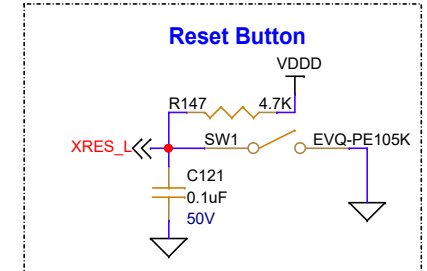 Reset Button
VDDD
R147 4.7K
XRES_L SW1 EVQ-PE105K
C121
0.1uF
50V